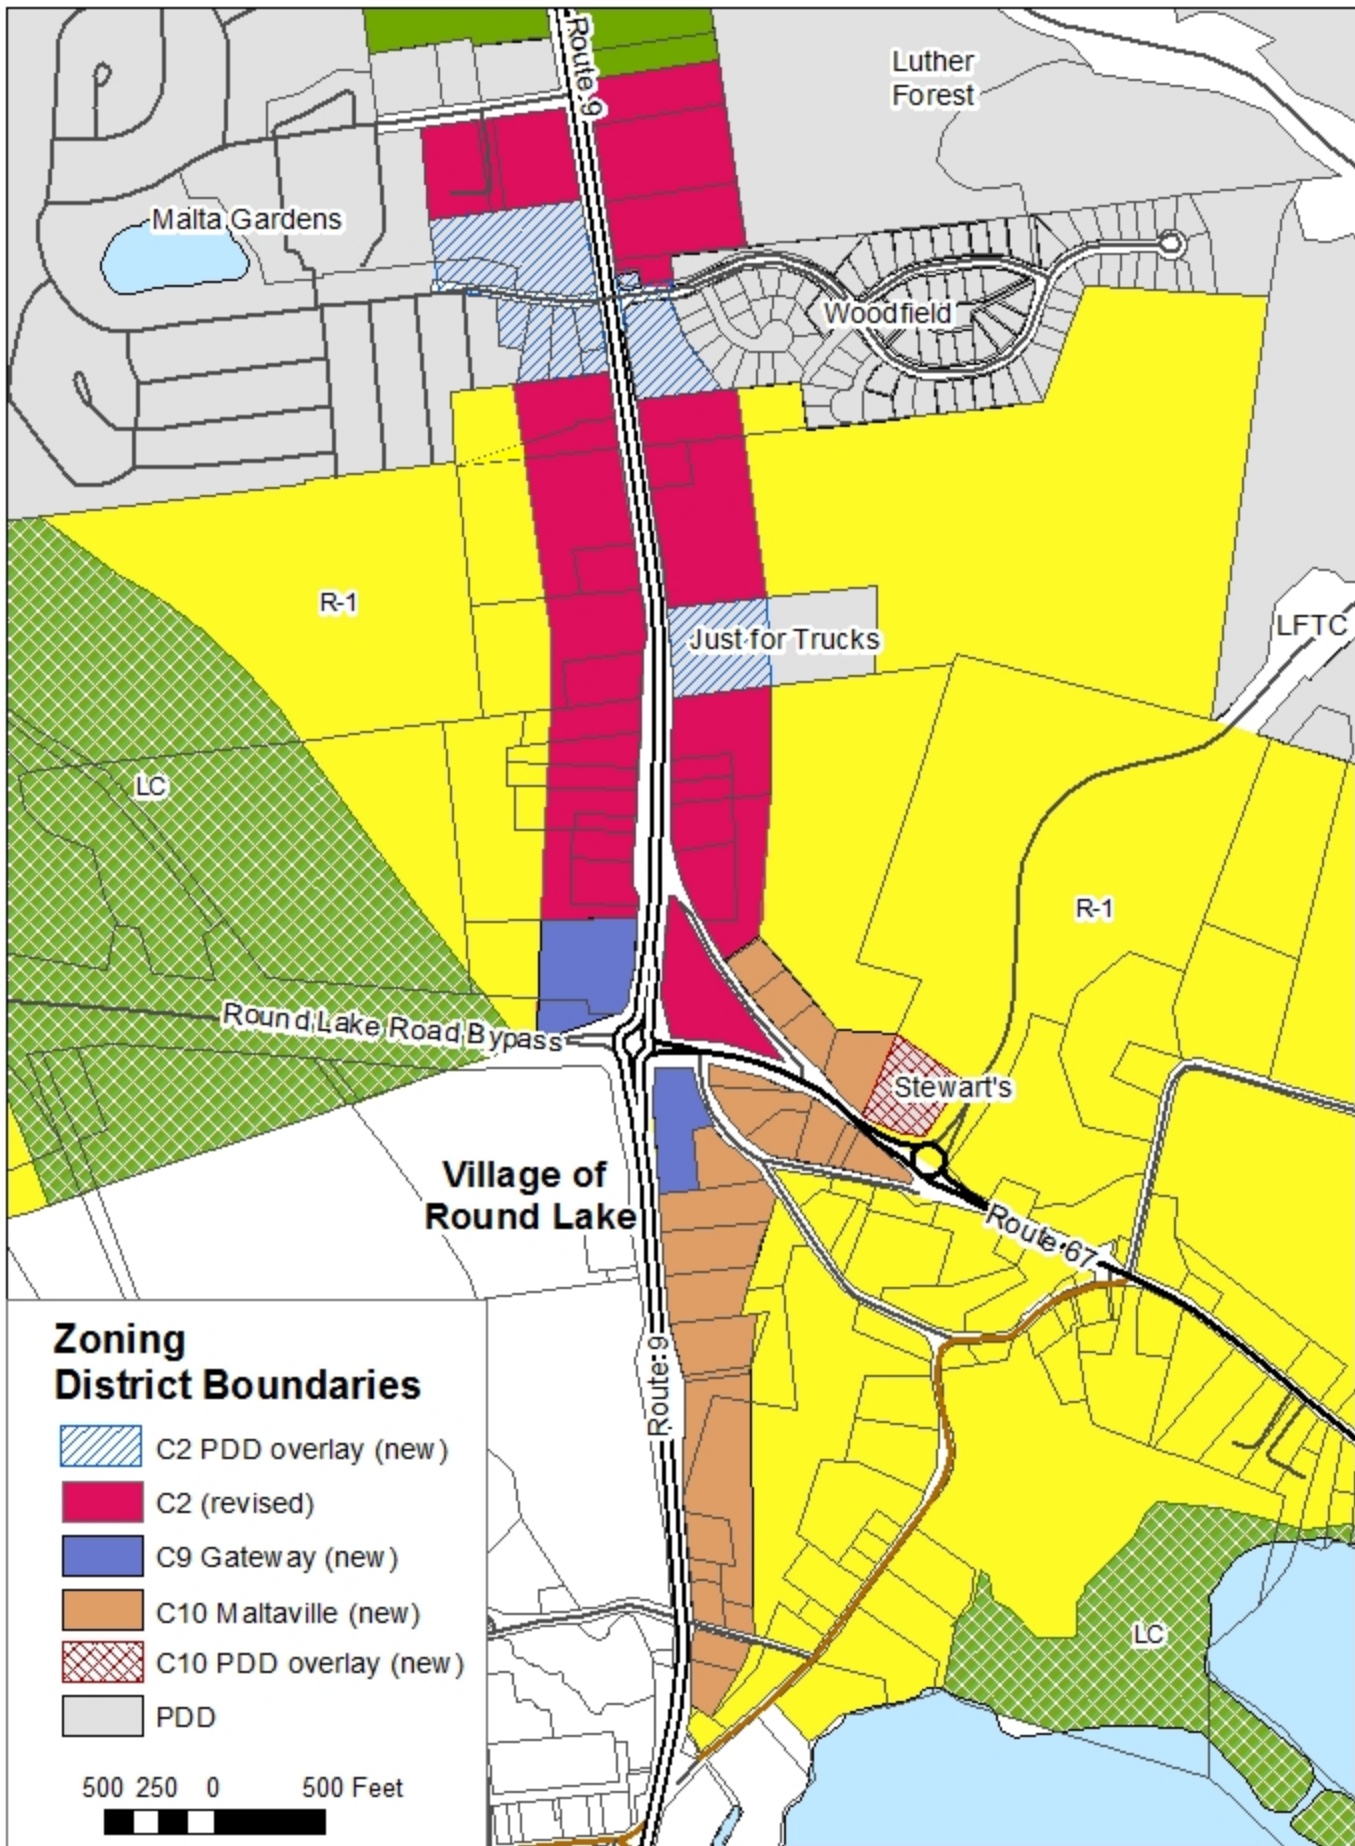 Route 9
Luther
Forest
Malta Gardens
Woodfield
R-1
Just for Trucks
LFTC
LC
R-1
Round Lake Road Bypass
Stewart's
Village of
Round Lake
Route 67
Route 9
LC
Zoning
District Boundaries
C2 PDD overlay (new)
C2 (revised)
C9 Gateway (new)
C10 Maltaville (new)
C10 PDD overlay (new)
PDD
500 250 0 500 Feet